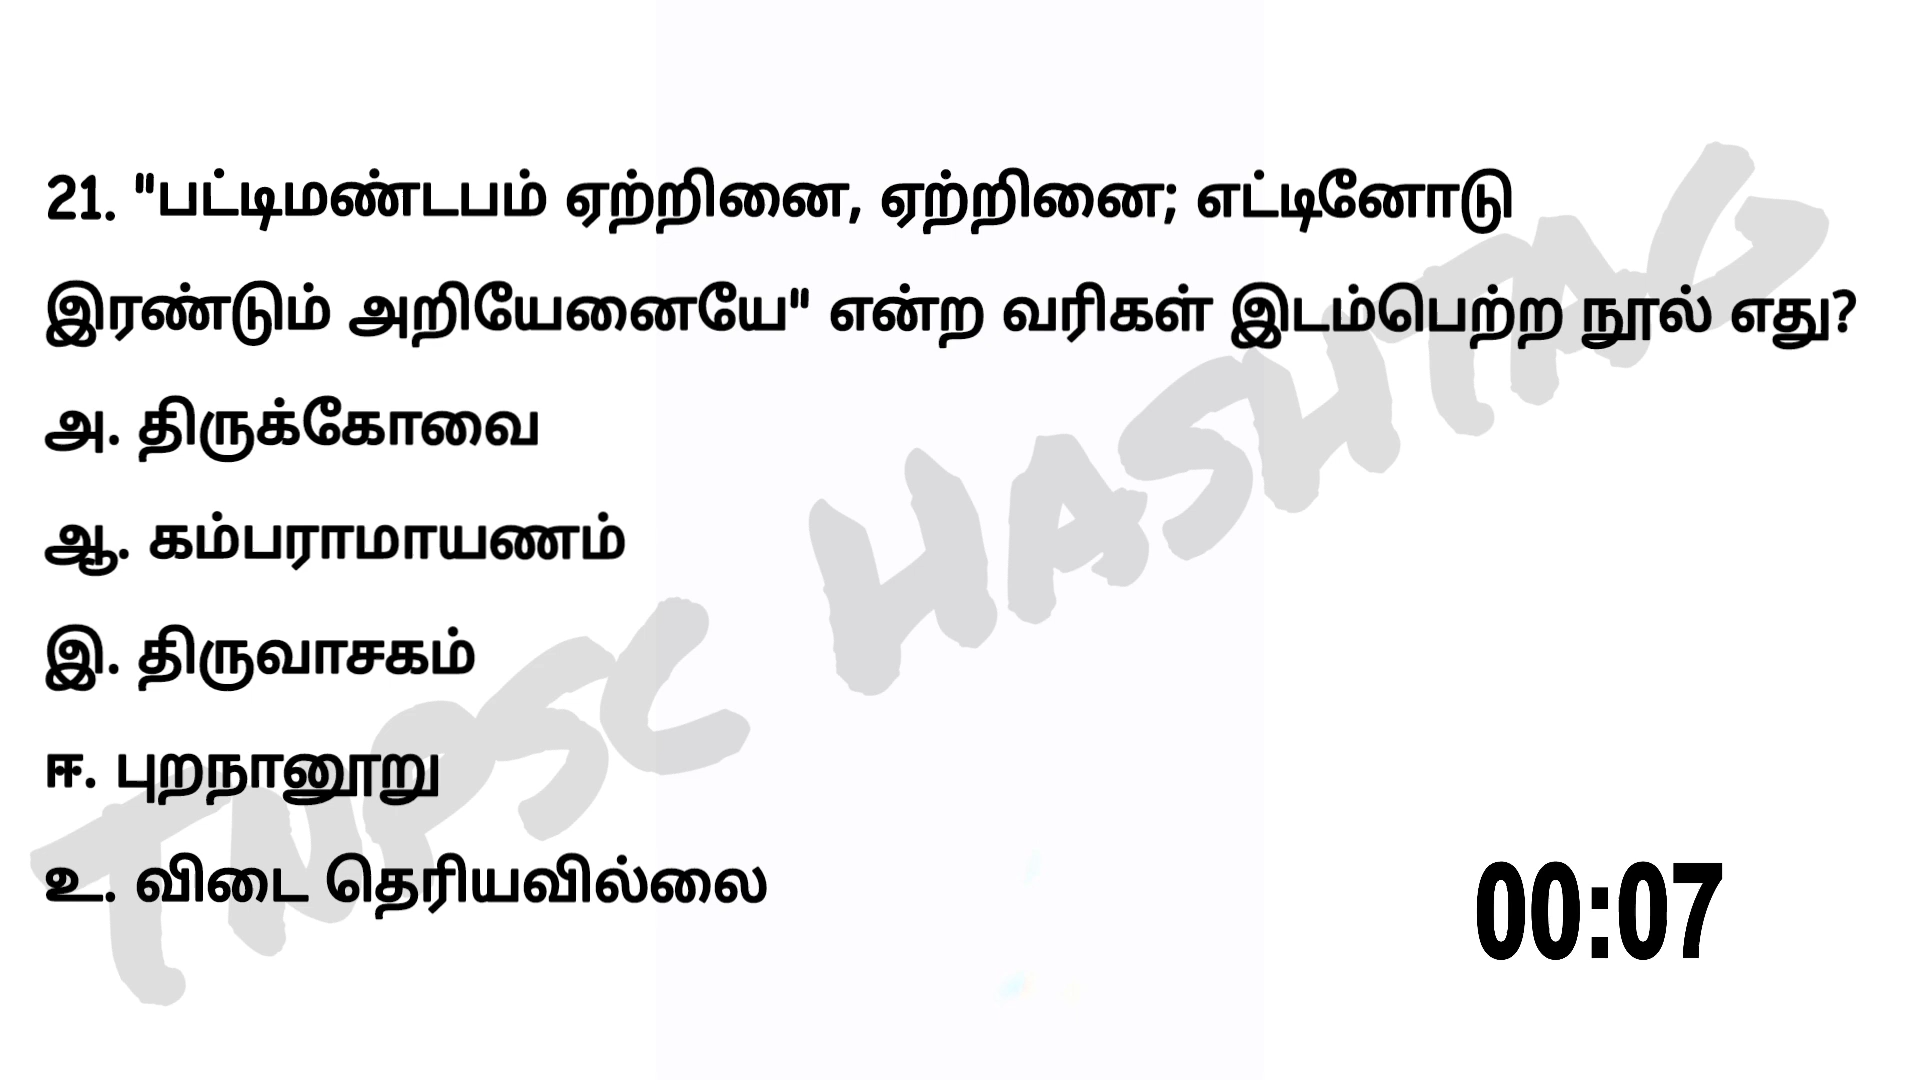 21. "பட்டிமண்டபம் ஏற்றினை, ஏற்றினை; எட்டினோடு
இரண்டும் அறியேனையே" என்ற வரிகள் இடம்பெற்ற நூல் எது?
அ. திருக்கோவை
ஆ. கம்பராமாயணம்
இ. திருவாசகம்
ஈ. புறநானூறு
உ. விடை தெரியவில்லை
00:07
TNPSC HASHTAG